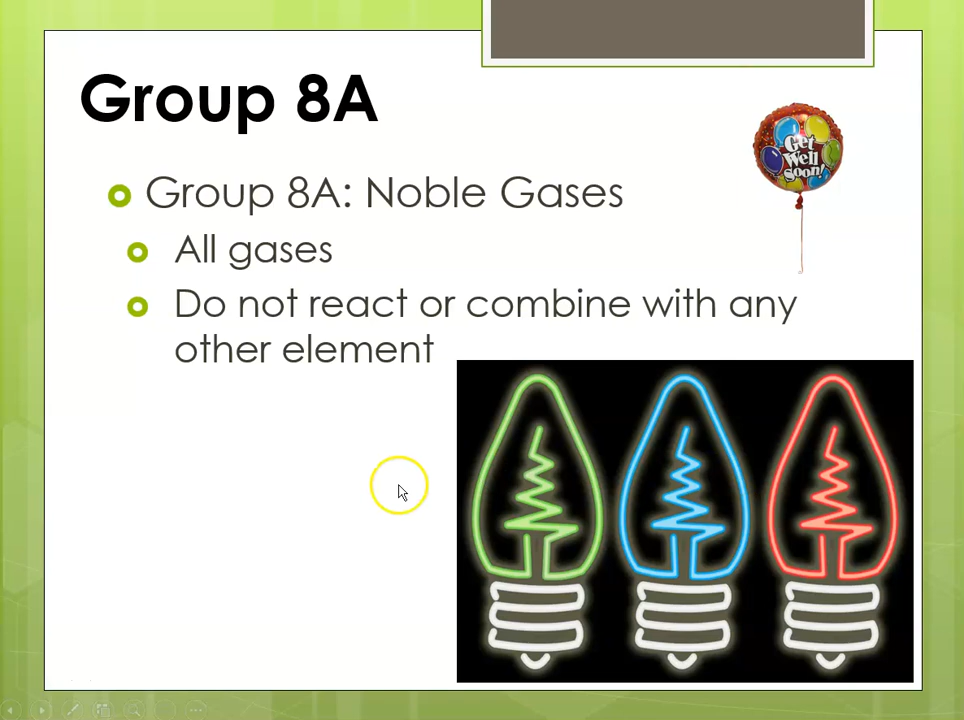 Group 8A
Group 8A: Noble Gases
All gases
Do not react or combine with any
other element
Get
Well
Soon!